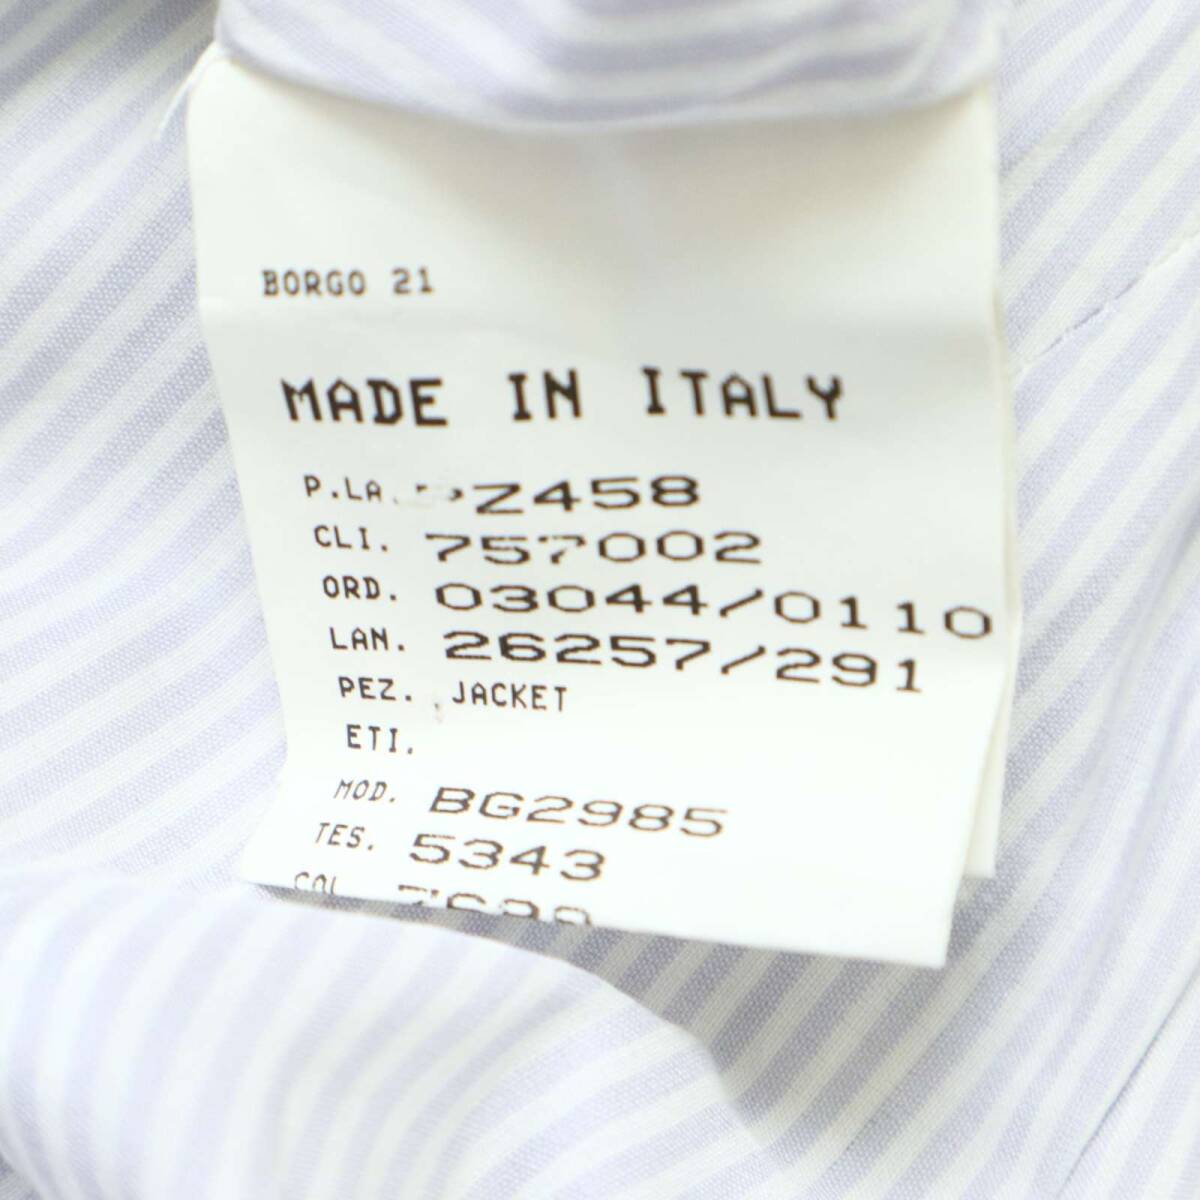 BORGO 21
MADE IN ITALY
P.LA.
CLI. 757002
ORD. 03044/0110
LAN. 26257/291
PEZ. JACKET
ETI.
MOD. BG2985
TES. 5343
COL